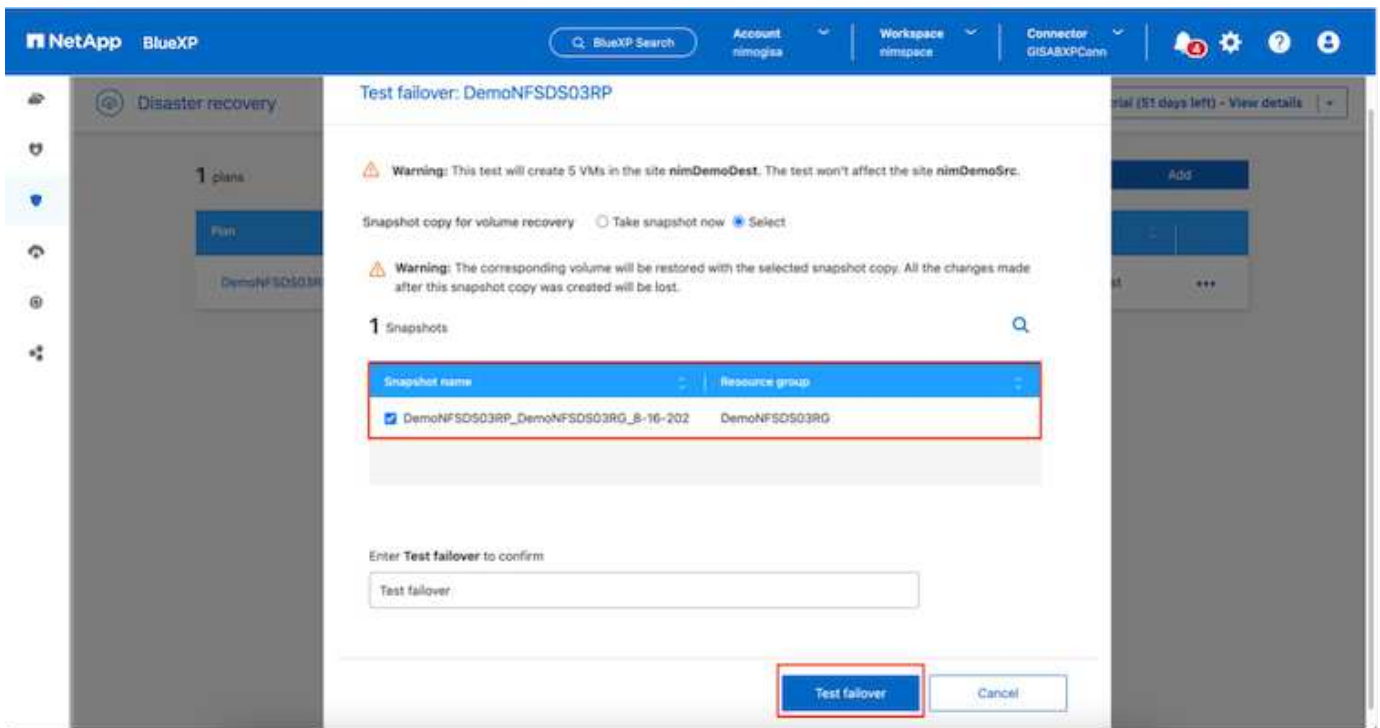 NetApp BlueXP
BlueXP Search
Account
nimogisa
Workspace
nimspace
Connector
GISABXPConn
4
Disaster recovery
Test failover: DemoNFSDS03RP
rial (51 days left) - View details
1 plans
Add
Plan
DemoNFSDS03R
st
Warning: This test will create 5 VMs in the site nimDemoDest. The test won't affect the site nimDemoSrc.
Snapshot copy for volume recovery Take snapshot now Select
Warning: The corresponding volume will be restored with the selected snapshot copy. All the changes made
after this snapshot copy was created will be lost.
1 Snapshots
Snapshot name Resource group
DemoNFSDS03RP_DemoNFSDS03RG_8-16-202 DemoNFSDS03RG
Enter Test failover to confirm
Test failover
Test failover Cancel